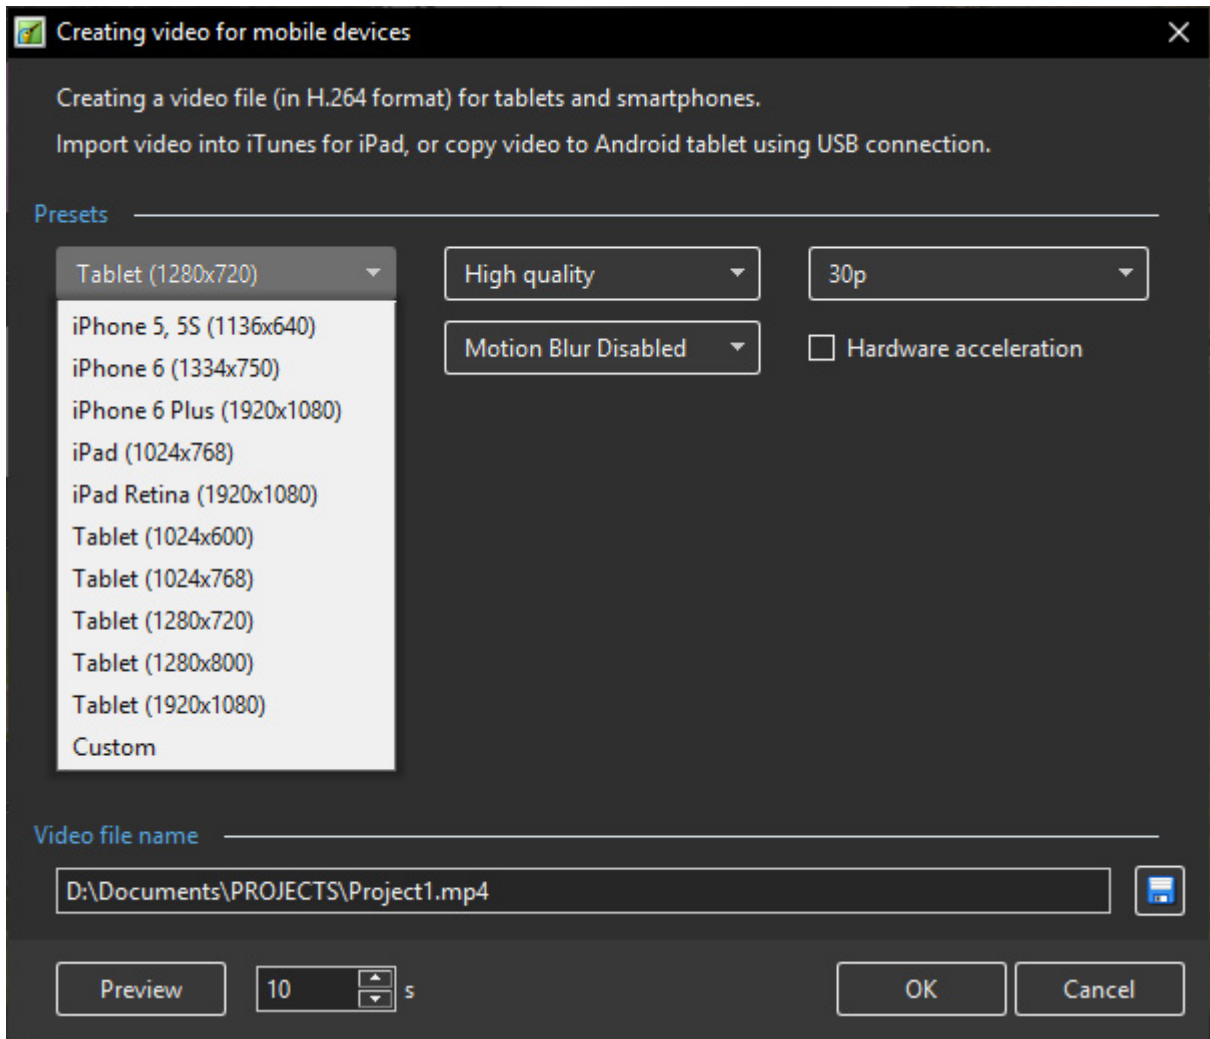 Creating video for mobile devices
Creating a video file (in H.264 format) for tablets and smartphones.
Import video into iTunes for iPad, or copy video to Android tablet using USB connection.
Presets
Tablet (1280x720)
High quality
30p
iPhone 5, 5S (1136x640)
Motion Blur Disabled
Hardware acceleration
iPhone 6 (1334x750)
iPhone 6 Plus (1920x1080)
iPad (1024x768)
iPad Retina (1920x1080)
Tablet (1024x600)
Tablet (1024x768)
Tablet (1280x720)
Tablet (1280x800)
Tablet (1920x1080)
Custom
Video file name
D:\Documents\PROJECTS\Project1.mp4
Preview
10
s
OK
Cancel